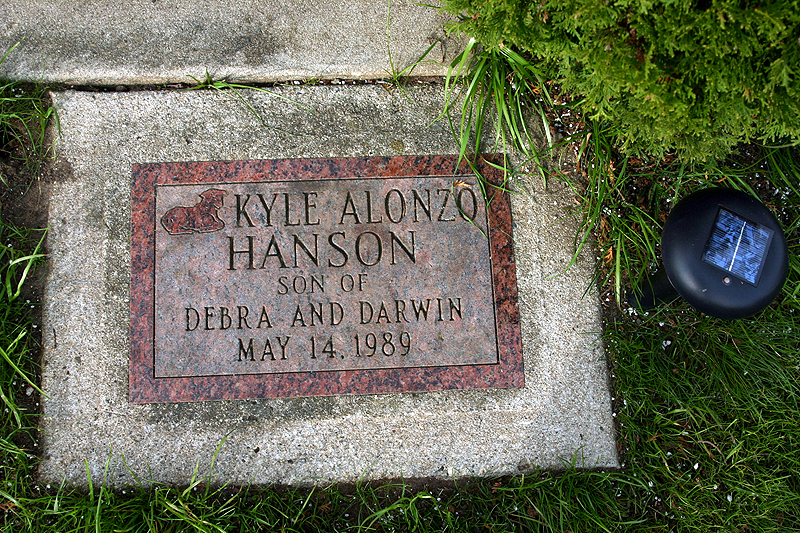 KYLE ALONZO
HANSON
SON OF
DEBRA AND DARWIN
MAY 14, 1989